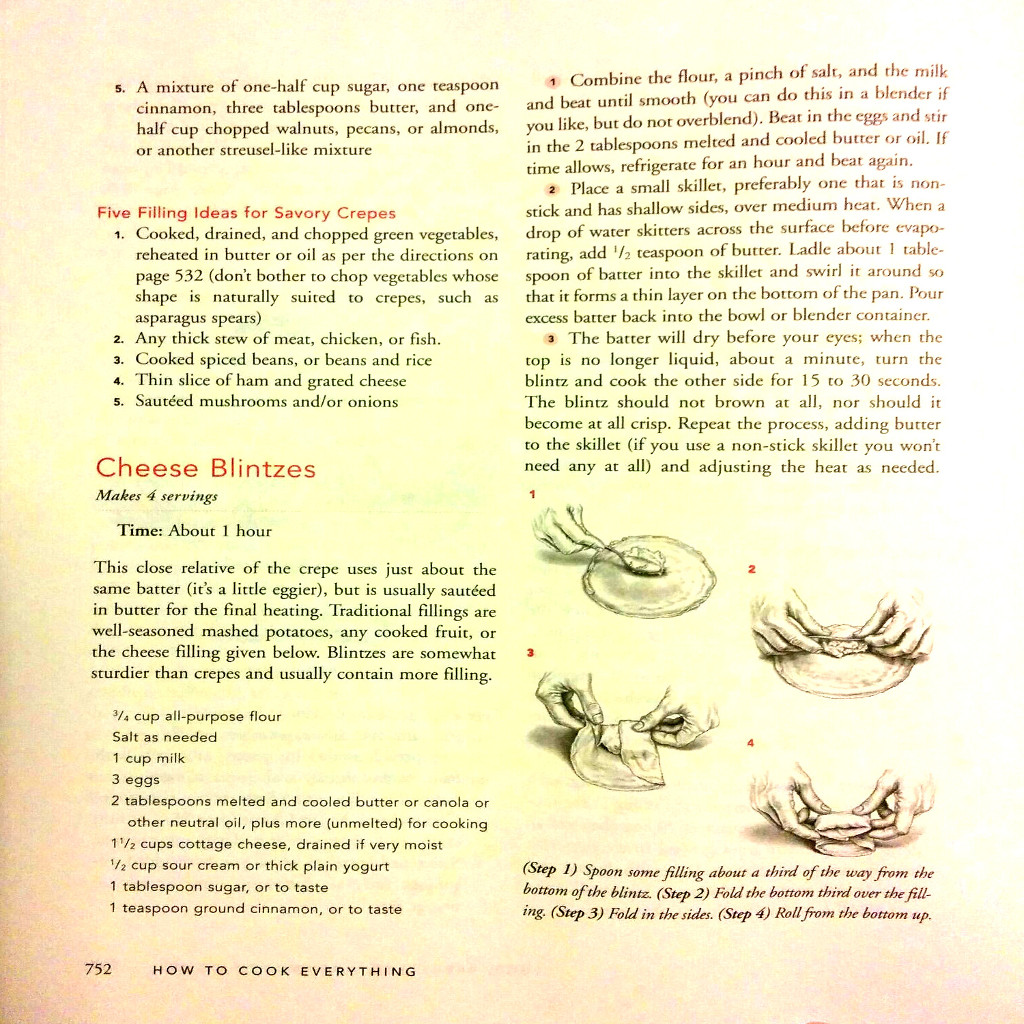 5. A mixture of one-half cup sugar, one teaspoon
cinnamon, three tablespoons butter, and one-
half cup chopped walnuts, pecans, or almonds,
or another streusel-like mixture
Five Filling Ideas for Savory Crepes
1. Cooked, drained, and chopped green vegetables,
reheated in butter or oil as per the directions on
page 532 (don't bother to chop vegetables whose
shape is naturally suited to crepes, such as
asparagus spears)
2. Any thick stew of meat, chicken, or fish.
3. Cooked spiced beans, or beans and rice
4. Thin slice of ham and grated cheese
5. Sautéed mushrooms and/or onions
Cheese Blintzes
Makes 4 servings
Time: About 1 hour
This close relative of the crepe uses just about the
same batter (it's a little eggier), but is usually sautéed
in butter for the final heating. Traditional fillings are
well-seasoned mashed potatoes, any cooked fruit, or
the cheese filling given below. Blintzes are somewhat
sturdier than crepes and usually contain more filling.
3/4 cup all-purpose flour
Salt as needed
1 cup milk
3 eggs
2 tablespoons melted and cooled butter or canola or
other neutral oil, plus more (unmelted) for cooking
1 1/2 cups cottage cheese, drained if very moist
1/2 cup sour cream or thick plain yogurt
1 tablespoon sugar, or to taste
1 teaspoon ground cinnamon, or to taste
1 Combine the flour, a pinch of salt, and the milk
and beat until smooth (you can do this in a blender if
you like, but do not overblend). Beat in the eggs and stir
in the 2 tablespoons melted and cooled butter or oil. If
time allows, refrigerate for an hour and beat again.
2 Place a small skillet, preferably one that is non-
stick and has shallow sides, over medium heat. When a
drop of water skitters across the surface before evapo-
rating, add 1/2 teaspoon of butter. Ladle about 1 table-
spoon of batter into the skillet and swirl it around so
that it forms a thin layer on the bottom of the pan. Pour
excess batter back into the bowl or blender container.
3 The batter will dry before your eyes; when the
top is no longer liquid, about a minute, turn the
blintz and cook the other side for 15 to 30 seconds.
The blintz should not brown at all, nor should it
become at all crisp. Repeat the process, adding butter
to the skillet (if you use a non-stick skillet you won't
need any at all) and adjusting the heat as needed.
1
2
3
4
(Step 1) Spoon some filling about a third of the way from the
bottom of the blintz. (Step 2) Fold the bottom third over the fill-
ing. (Step 3) Fold in the sides. (Step 4) Roll from the bottom up.
752 HOW TO COOK EVERYTHING